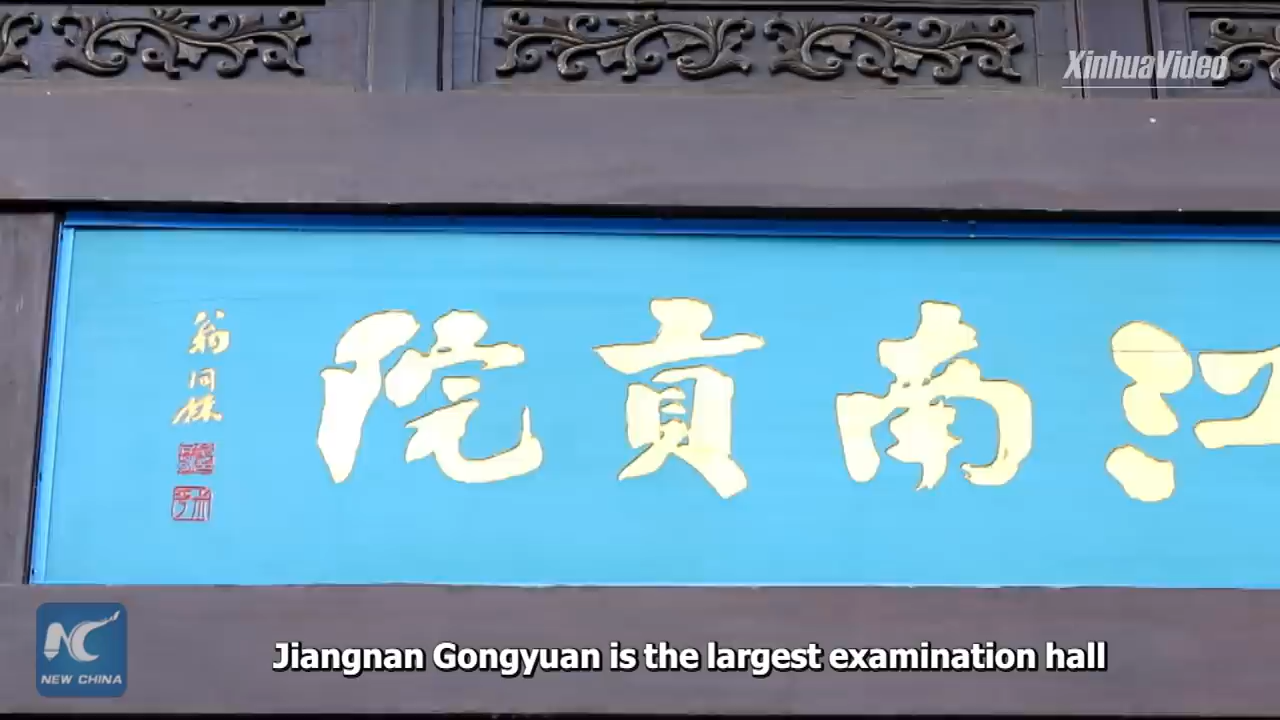 XinhuaVideo
江南貢院
翁同龢
NEW CHINA
Jiangnan Gongyuan is the largest examination hall